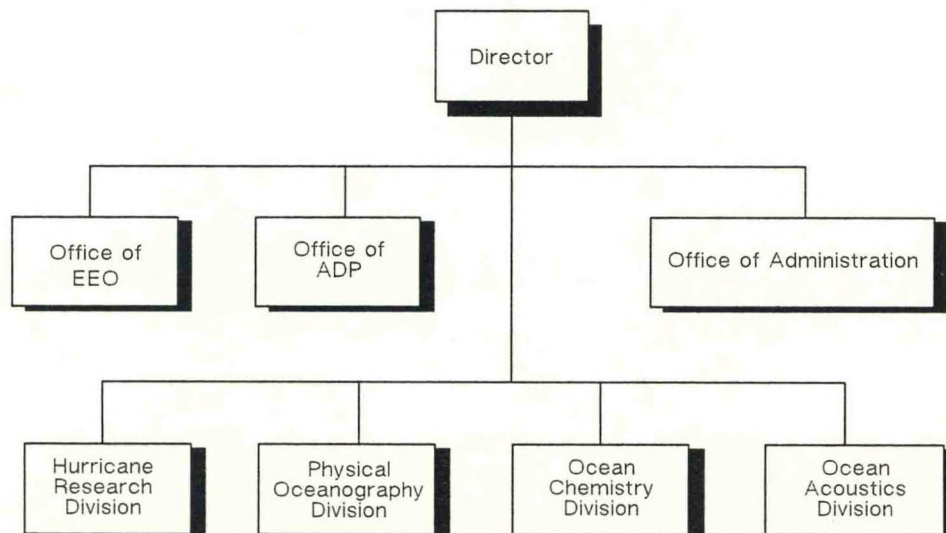 Director
Office of
EEO
Office of
ADP
Office of Administration
Hurricane
Research
Division
Physical
Oceanography
Division
Ocean
Chemistry
Division
Ocean
Acoustics
Division